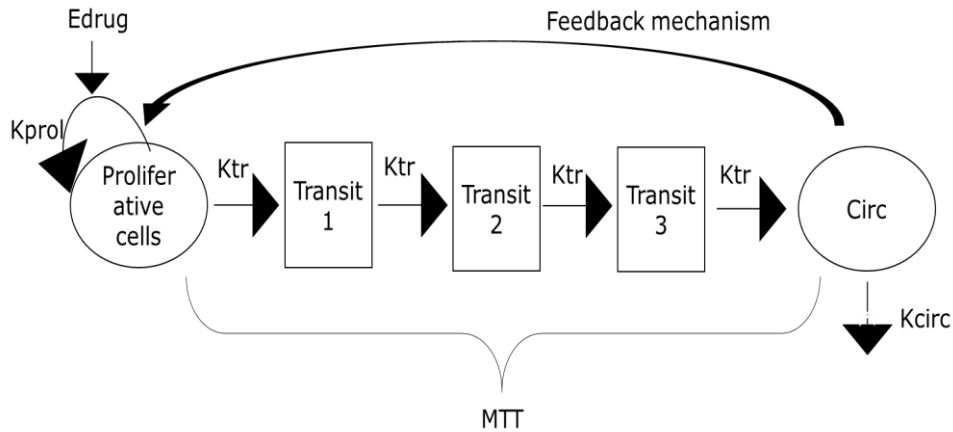 Edrug
Feedback mechanism
Kprol
Prolifer
ative
cells
Ktr
Transit
1
Ktr
Transit
2
Ktr
Transit
3
Ktr
Circ
Kcirc
MTT